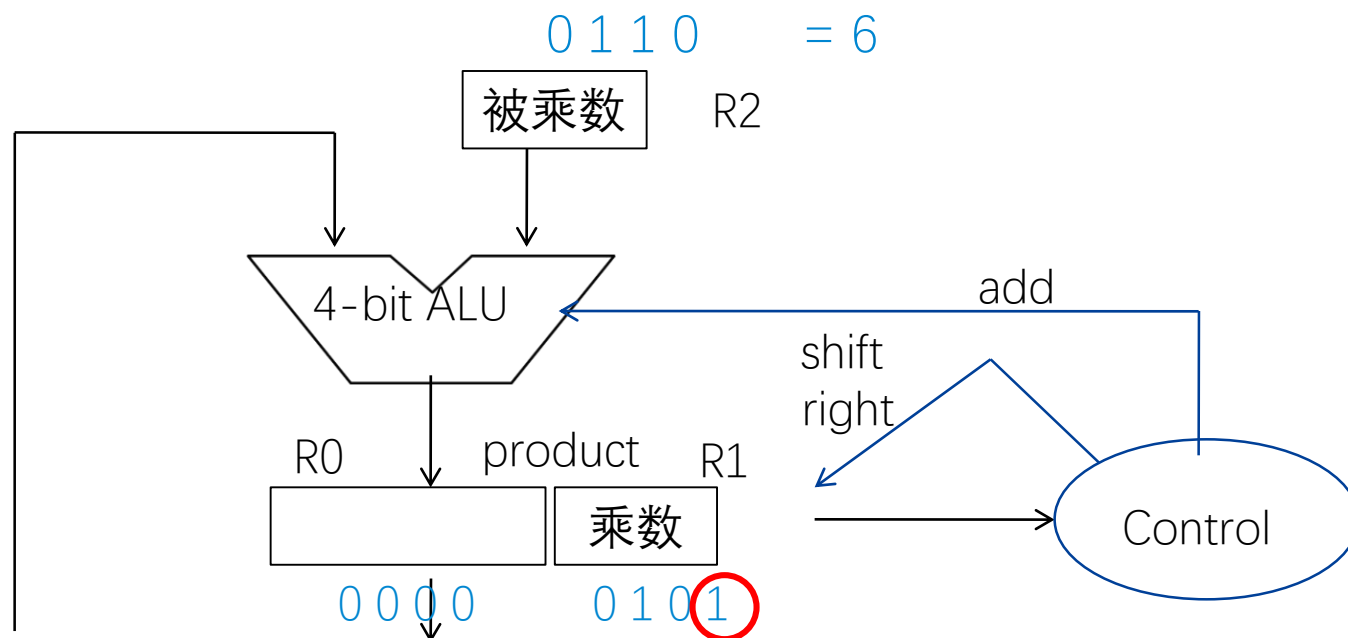 0 1 1 0 = 6
被乘数 R2
4-bit ALU
add
shift
right
R0 product R1
乘数
Control
0 0 0 0 0 1 0 1